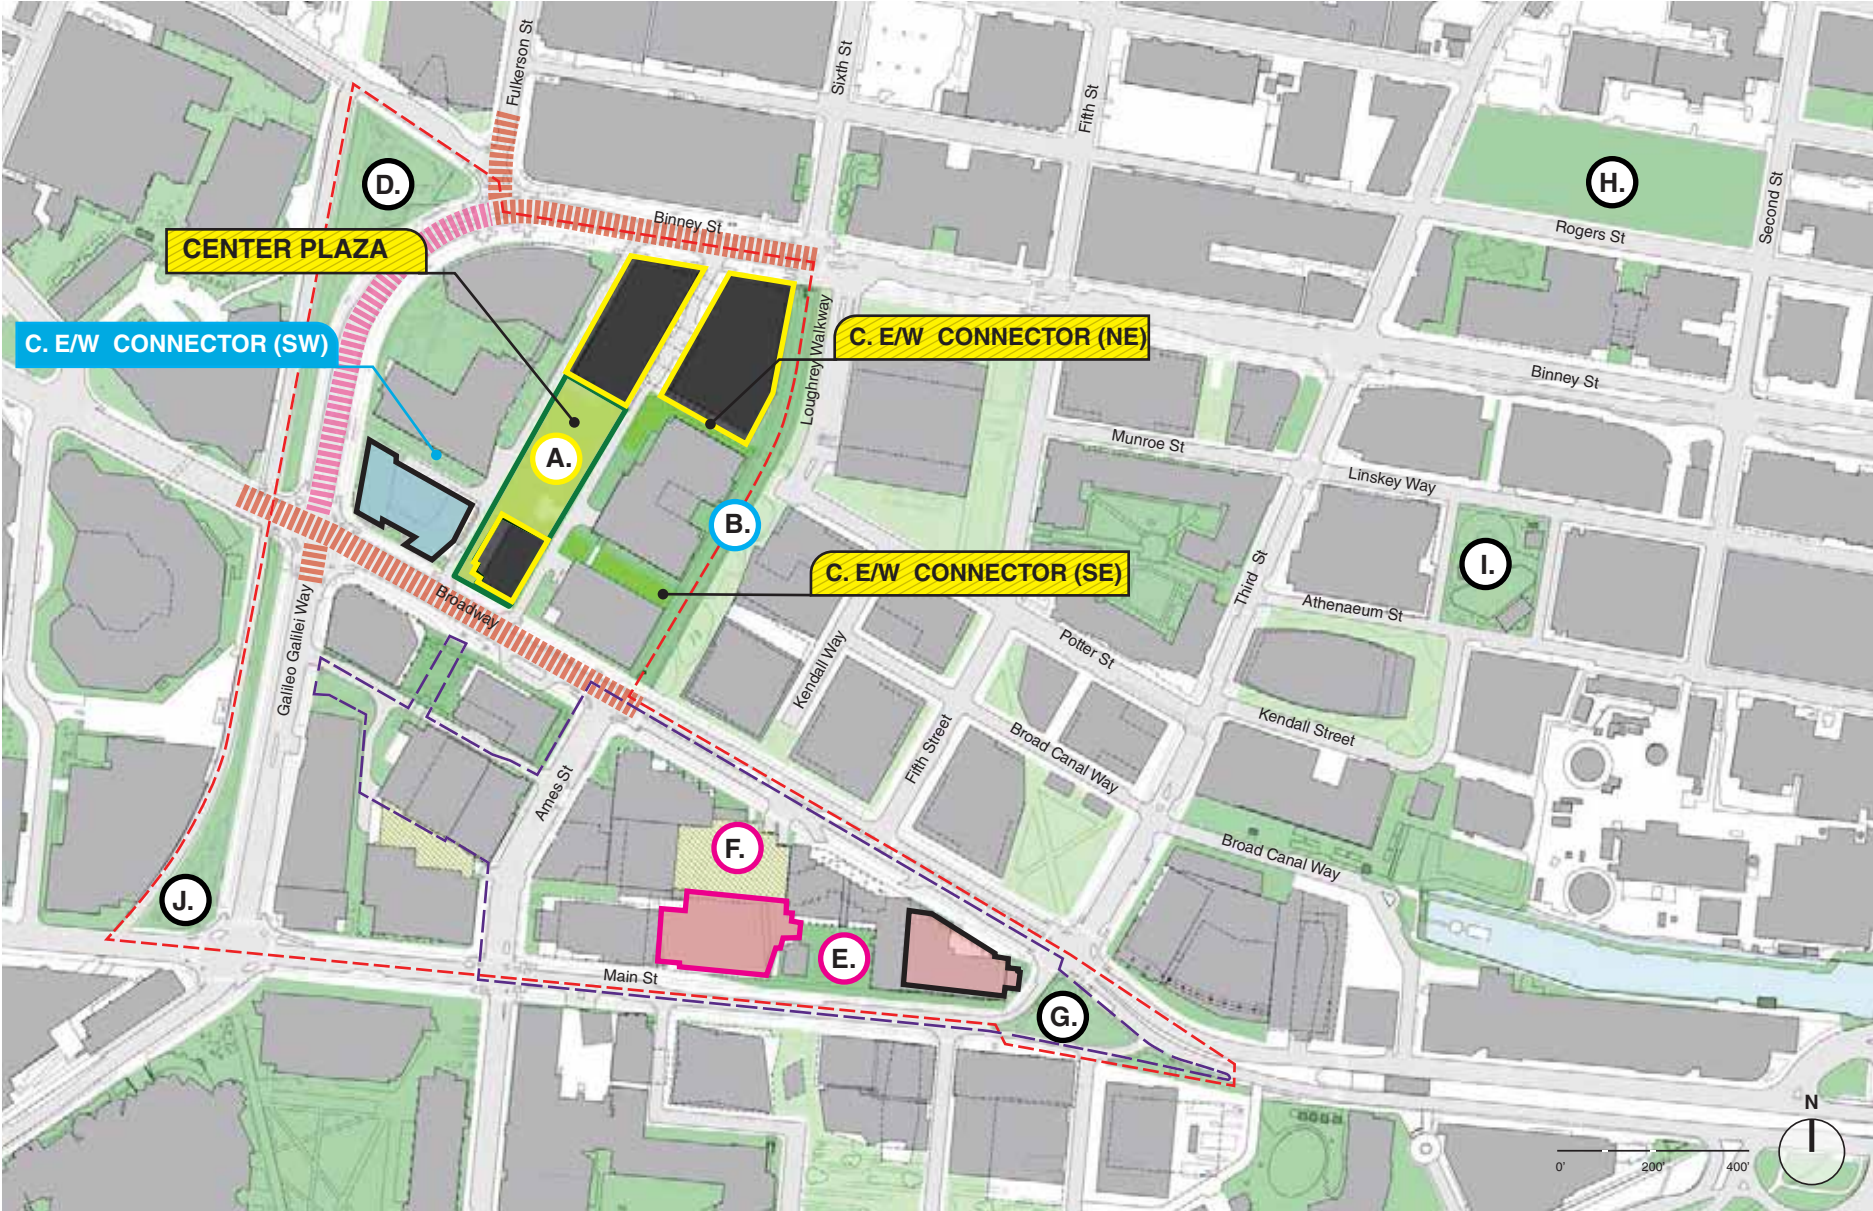 Fulkerson St
Sixth St
Fifth St
Second St
D.
H.
Binney St
Rogers St
CENTER PLAZA
C. E/W CONNECTOR (SW)
Loughrey Walkway
C. E/W CONNECTOR (NE)
Binney St
Munroe St
Linskey Way
A.
B.
I.
C. E/W CONNECTOR (SE)
Third St
Athenaeum St
Broadway
Galileo Galilei Way
Kendall Way
Potter St
Kendall Street
Fifth Street
Broad Canal Way
Ames St
F.
Broad Canal Way
J.
E.
Main St
G.
N
0' 200' 400'